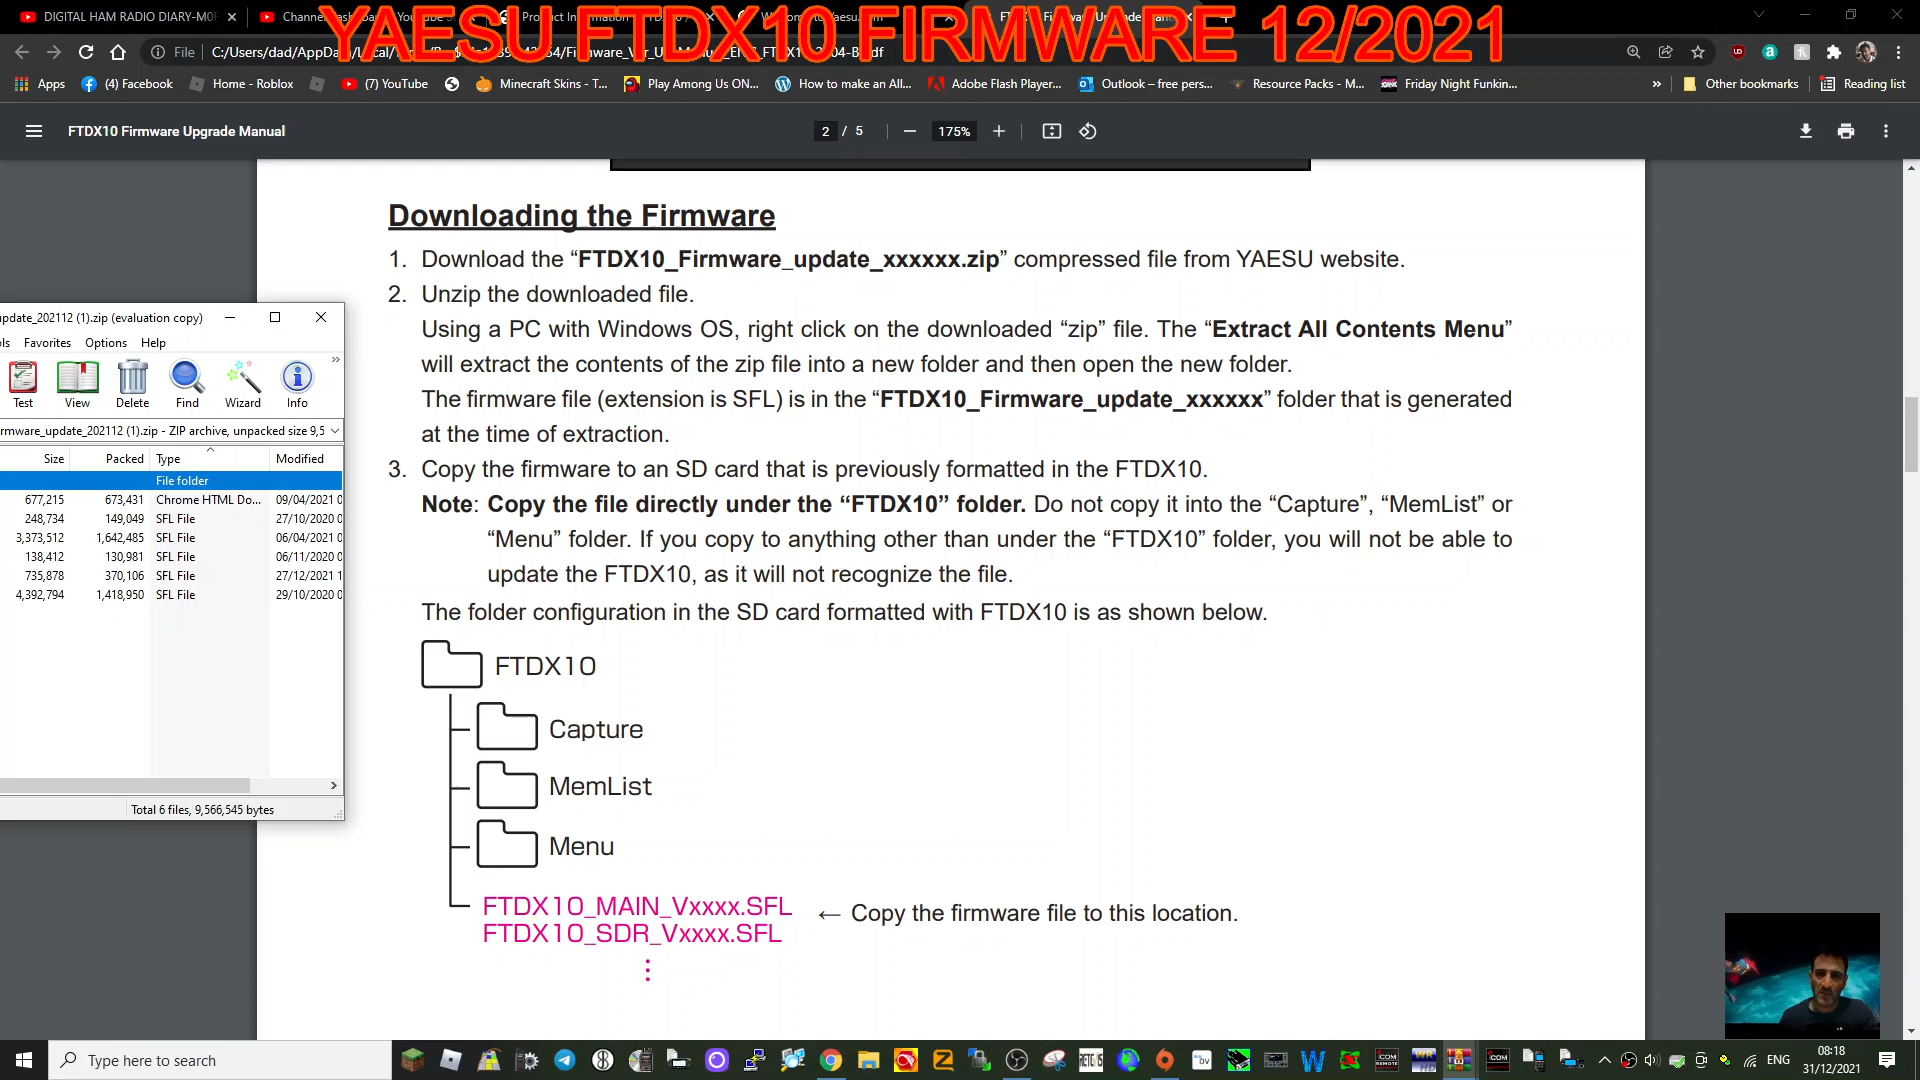 YAESU FTDX10 FIRMWARE 12/2021
DIGITAL HAM RADIO DIARY-M0F
File
Apps
(4) Facebook
Home - Roblox
(7) YouTube
Minecraft Skins - T...
Play Among Us ON...
How to make an All...
Adobe Flash Player...
Outlook – free pers...
Resource Packs - M...
Friday Night Funkin...
»
Other bookmarks
Reading list
FTDX10 Firmware Upgrade Manual
2 / 5
175%
Downloading the Firmware
1. Download the “FTDX10_Firmware_update_xxxxxx.zip” compressed file from YAESU website.
2. Unzip the downloaded file.
Using a PC with Windows OS, right click on the downloaded “zip” file. The “Extract All Contents Menu”
will extract the contents of the zip file into a new folder and then open the new folder.
The firmware file (extension is SFL) is in the “FTDX10_Firmware_update_xxxxxx” folder that is generated
at the time of extraction.
3. Copy the firmware to an SD card that is previously formatted in the FTDX10.
Note: Copy the file directly under the “FTDX10” folder. Do not copy it into the “Capture”, “MemList” or
“Menu” folder. If you copy to anything other than under the “FTDX10” folder, you will not be able to
update the FTDX10, as it will not recognize the file.
The folder configuration in the SD card formatted with FTDX10 is as shown below.
FTDX10
Capture
MemList
Menu
FTDX10_MAIN_Vxxxx.SFL
← Copy the firmware file to this location.
FTDX10_SDR_Vxxxx.SFL
update_202112 (1).zip (evaluation copy)
Favorites Options Help
Test View Delete Find Wizard Info
rmware_update_202112 (1).zip - ZIP archive, unpacked size 9,5
Size Packed Type Modified
File folder
677,215 673,431 Chrome HTML Do... 09/04/2021 0
248,734 149,049 SFL File 27/10/2020 0
3,373,512 1,642,485 SFL File 06/04/2021 0
138,412 130,981 SFL File 06/11/2020 0
735,878 370,106 SFL File 27/12/2021 1
4,392,794 1,418,950 SFL File 29/10/2020 0
Total 6 files, 9,566,545 bytes
Type here to search
ENG
08:18
31/12/2021